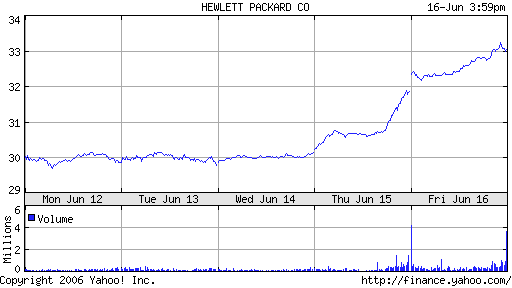 HEWLETT PACKARD CO 16-Jun 3:59pm
34
33
32
31
30
29
Mon Jun 12 Tue Jun 13 Wed Jun 14 Thu Jun 15 Fri Jun 16
6
4
2
0
Millions
Volume
Copyright 2006 Yahoo! Inc. http://finance.yahoo.com/